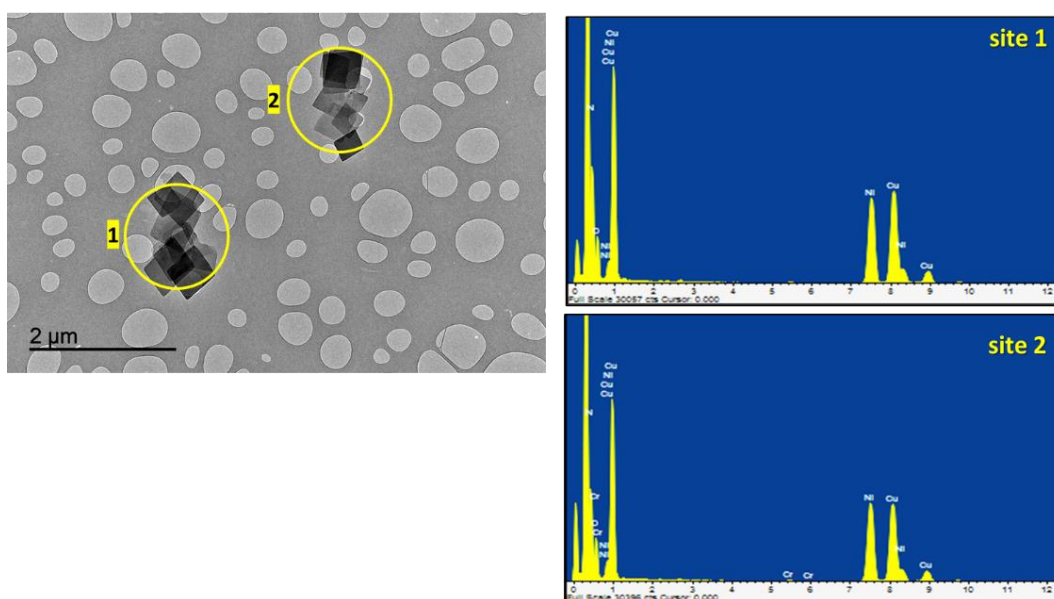 2
1
2 µm
site 1
Cu
Ni
Cu
Cu
N
O
Ni
Ni
Ni
Cu
Ni
Cu
0 1 2 3 4 5 6 7 8 9 10 11 12
Full Scale 30057 cts Cursor: 0.000
site 2
Cu
Ni
Cu
Cu
N
Cr
O
Cr
Ni
Ni
Cr Cr
Ni
Cu
Ni
Cu
0 1 2 3 4 5 6 7 8 9 10 11 12
Full Scale 30396 cts Cursor: 0.000